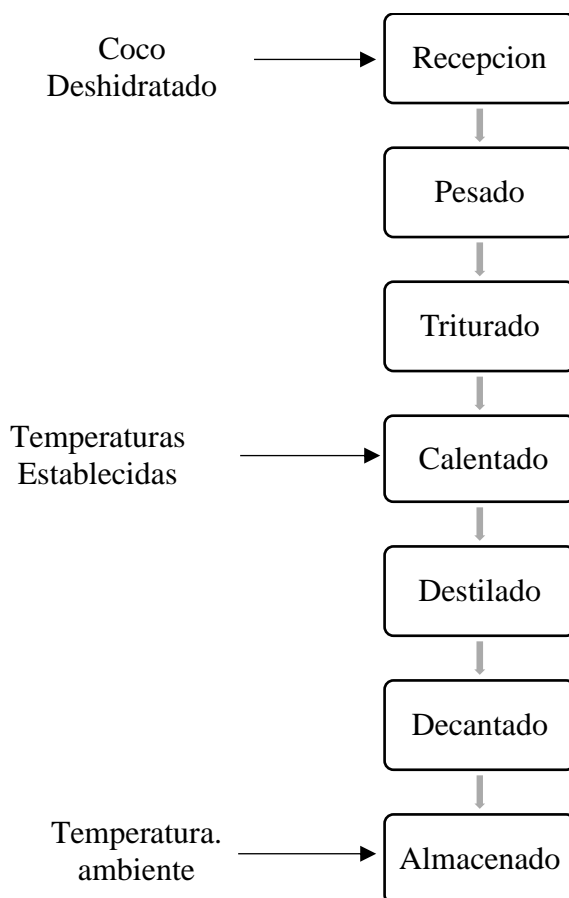 Coco
Deshidratado
Recepcion
Pesado
Triturado
Temperaturas
Establecidas
Calentado
Destilado
Decantado
Temperatura.
ambiente
Almacenado